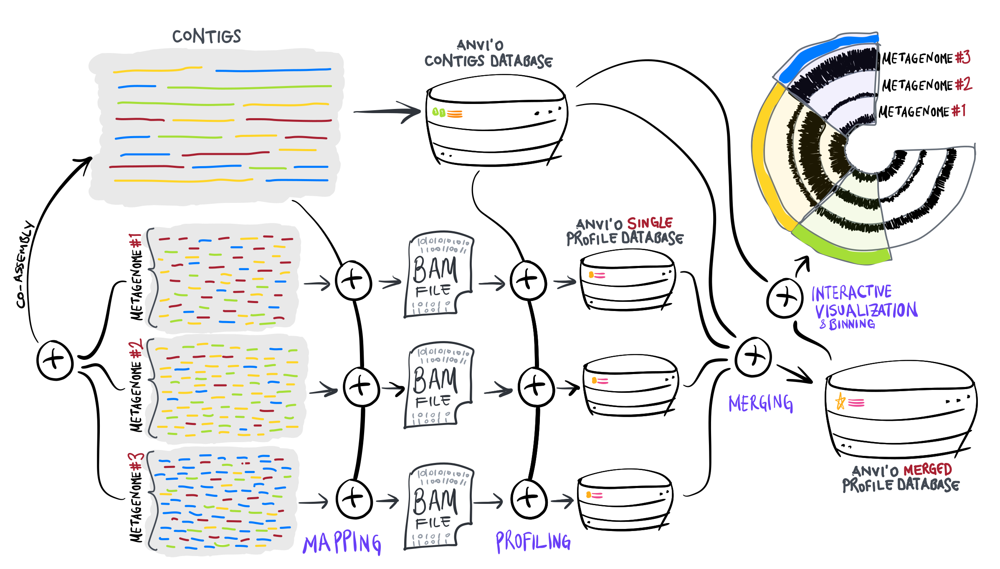 CONTIGS
ANVI'O
CONTIGS DATABASE
METAGENOME #3
METAGENOME #2
METAGENOME #1
CO-ASSEMBLY
METAGENOME #1
METAGENOME #2
METAGENOME #3
BAM
FILE
BAM
FILE
BAM
FILE
MAPPING
PROFILING
ANVI'O SINGLE
PROFILE DATABASE
MERGING
INTERACTIVE
VISUALIZATION
& BINNING
ANVI'O MERGED
PROFILE DATABASE